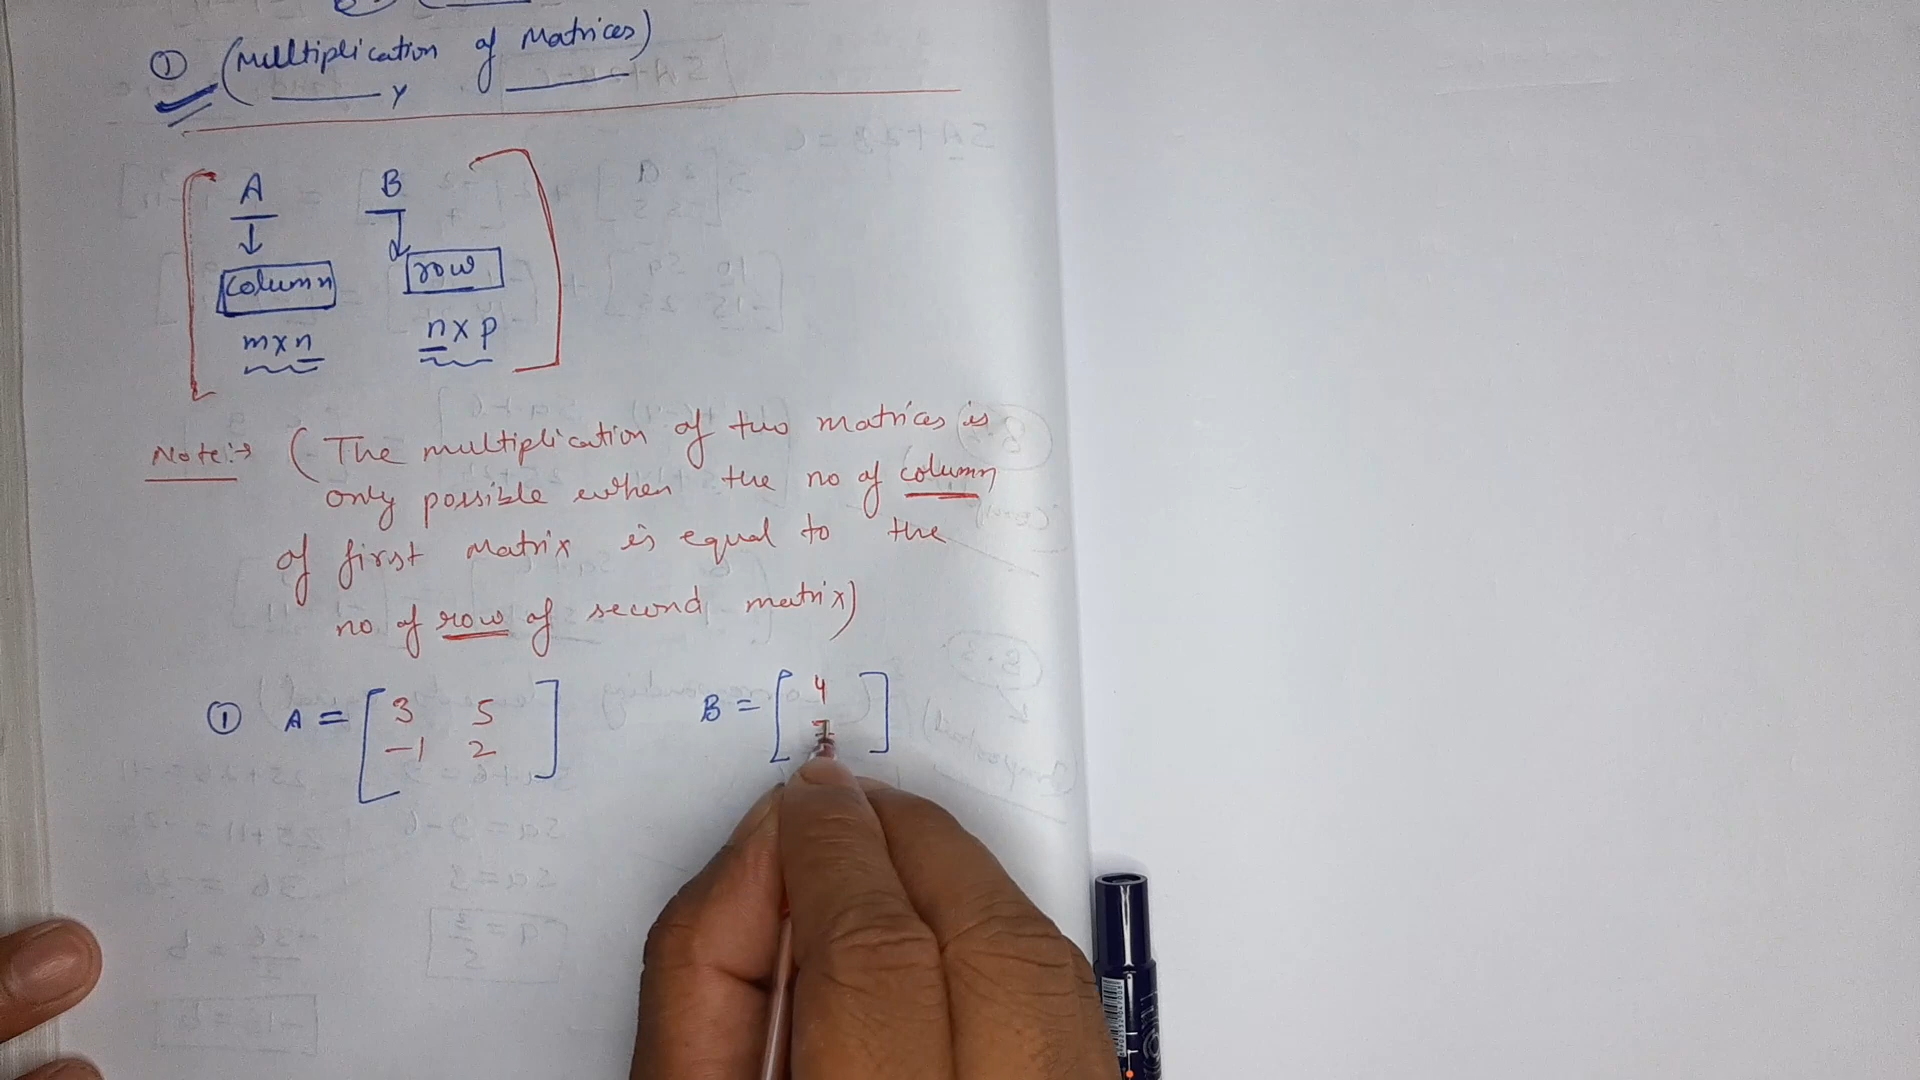 ① (Multiplication of Matrices)
A B
column row
m×n n×p
Note:→ (The multiplication of two matrices is
only possible when the no of column
of first Matrix is equal to the
no of row of second matrix)
① A = [3 5 B = [4
-1 2]